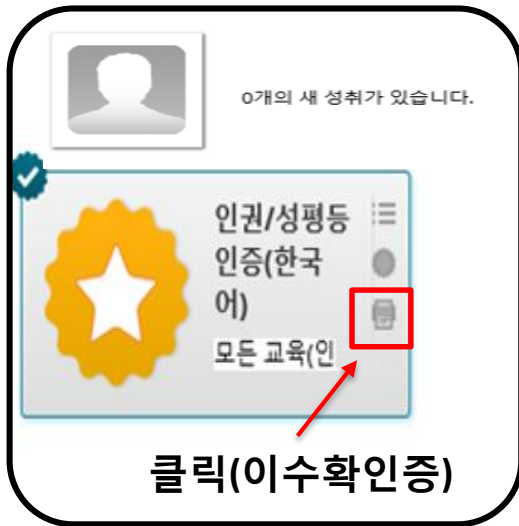 0개의 새 성취가 있습니다.
인권/성평등
인증(한국
어)
모든 교육(인
클릭(이수확인증)